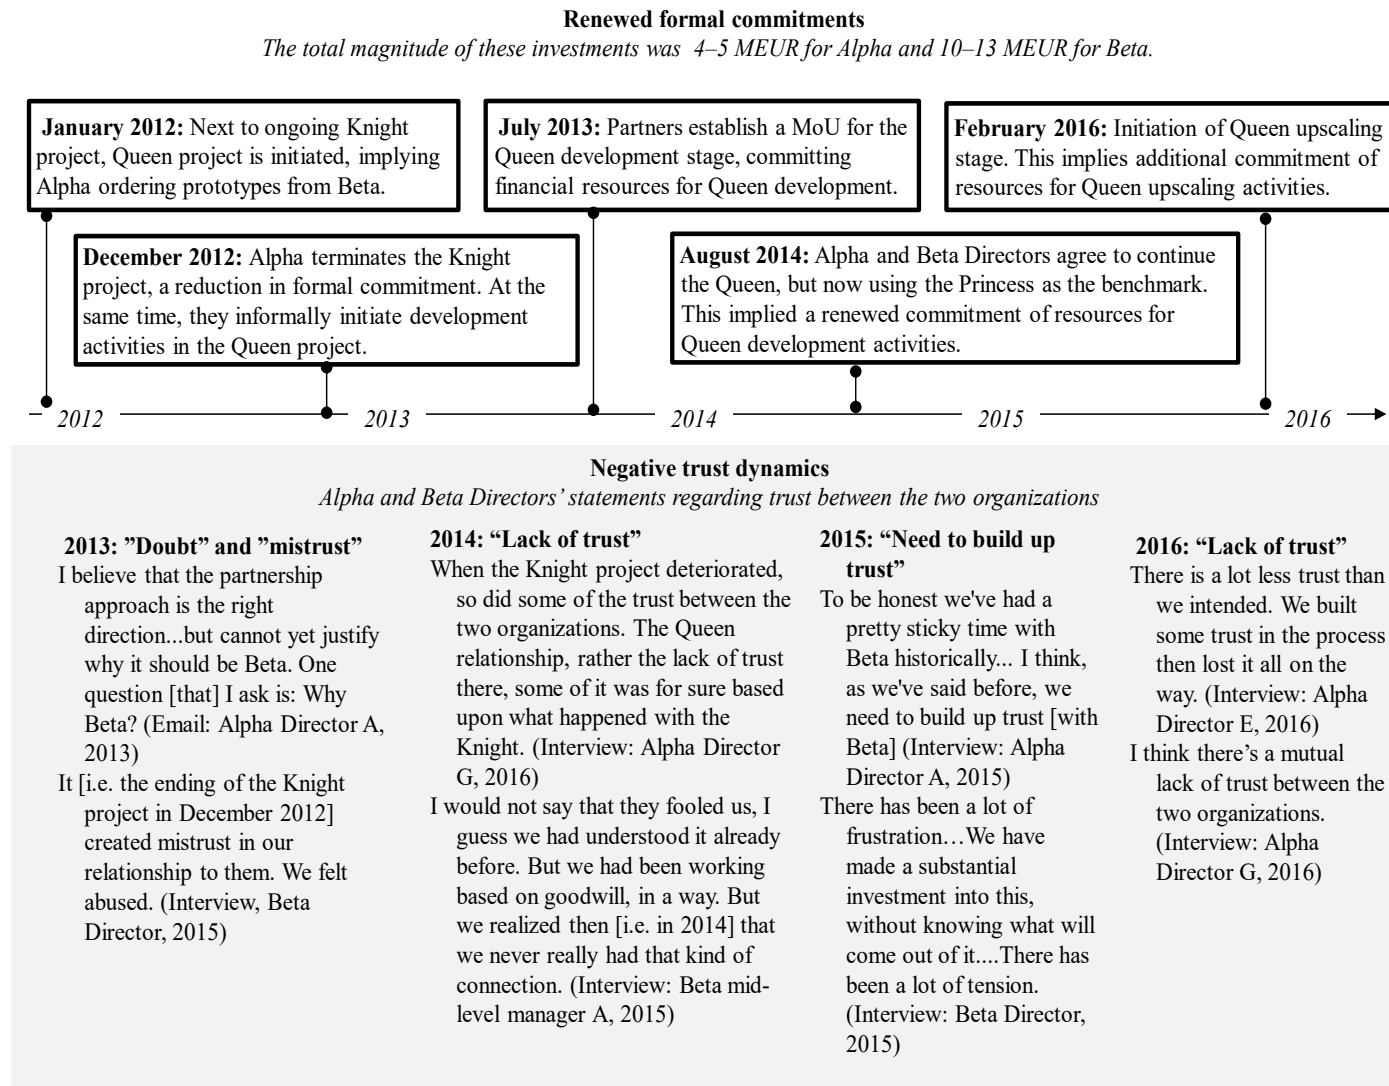 Renewed formal commitments
The total magnitude of these investments was 4–5 MEUR for Alpha and 10–13 MEUR for Beta.
January 2012: Next to ongoing Knight
project, Queen project is initiated, implying
Alpha ordering prototypes from Beta.
July 2013: Partners establish a MoU for the
Queen development stage, committing
financial resources for Queen development.
February 2016: Initiation of Queen upscaling
stage. This implies additional commitment of
resources for Queen upscaling activities.
December 2012: Alpha terminates the Knight
project, a reduction in formal commitment. At the
same time, they informally initiate development
activities in the Queen project.
August 2014: Alpha and Beta Directors agree to continue
the Queen, but now using the Princess as the benchmark.
This implied a renewed commitment of resources for
Queen development activities.
2012
2013
2014
2015
2016
Negative trust dynamics
Alpha and Beta Directors’ statements regarding trust between the two organizations
2013: ”Doubt” and ”mistrust”
I believe that the partnership
approach is the right
direction...but cannot yet justify
why it should be Beta. One
question [that] I ask is: Why
Beta? (Email: Alpha Director A,
2013)
It [i.e. the ending of the Knight
project in December 2012]
created mistrust in our
relationship to them. We felt
abused. (Interview, Beta
Director, 2015)
2014: “Lack of trust”
When the Knight project deteriorated,
so did some of the trust between the
two organizations. The Queen
relationship, rather the lack of trust
there, some of it was for sure based
upon what happened with the
Knight. (Interview: Alpha Director
G, 2016)
I would not say that they fooled us, I
guess we had understood it already
before. But we had been working
based on goodwill, in a way. But
we realized then [i.e. in 2014] that
we never really had that kind of
connection. (Interview: Beta mid-
level manager A, 2015)
2015: “Need to build up
trust”
To be honest we've had a
pretty sticky time with
Beta historically... I think,
as we've said before, we
need to build up trust [with
Beta] (Interview: Alpha
Director A, 2015)
There has been a lot of
frustration…We have
made a substantial
investment into this,
without knowing what will
come out of it....There has
been a lot of tension.
(Interview: Beta Director,
2015)
2016: “Lack of trust”
There is a lot less trust than
we intended. We built
some trust in the process
then lost it all on the
way. (Interview: Alpha
Director E, 2016)
I think there’s a mutual
lack of trust between the
two organizations.
(Interview: Alpha
Director G, 2016)